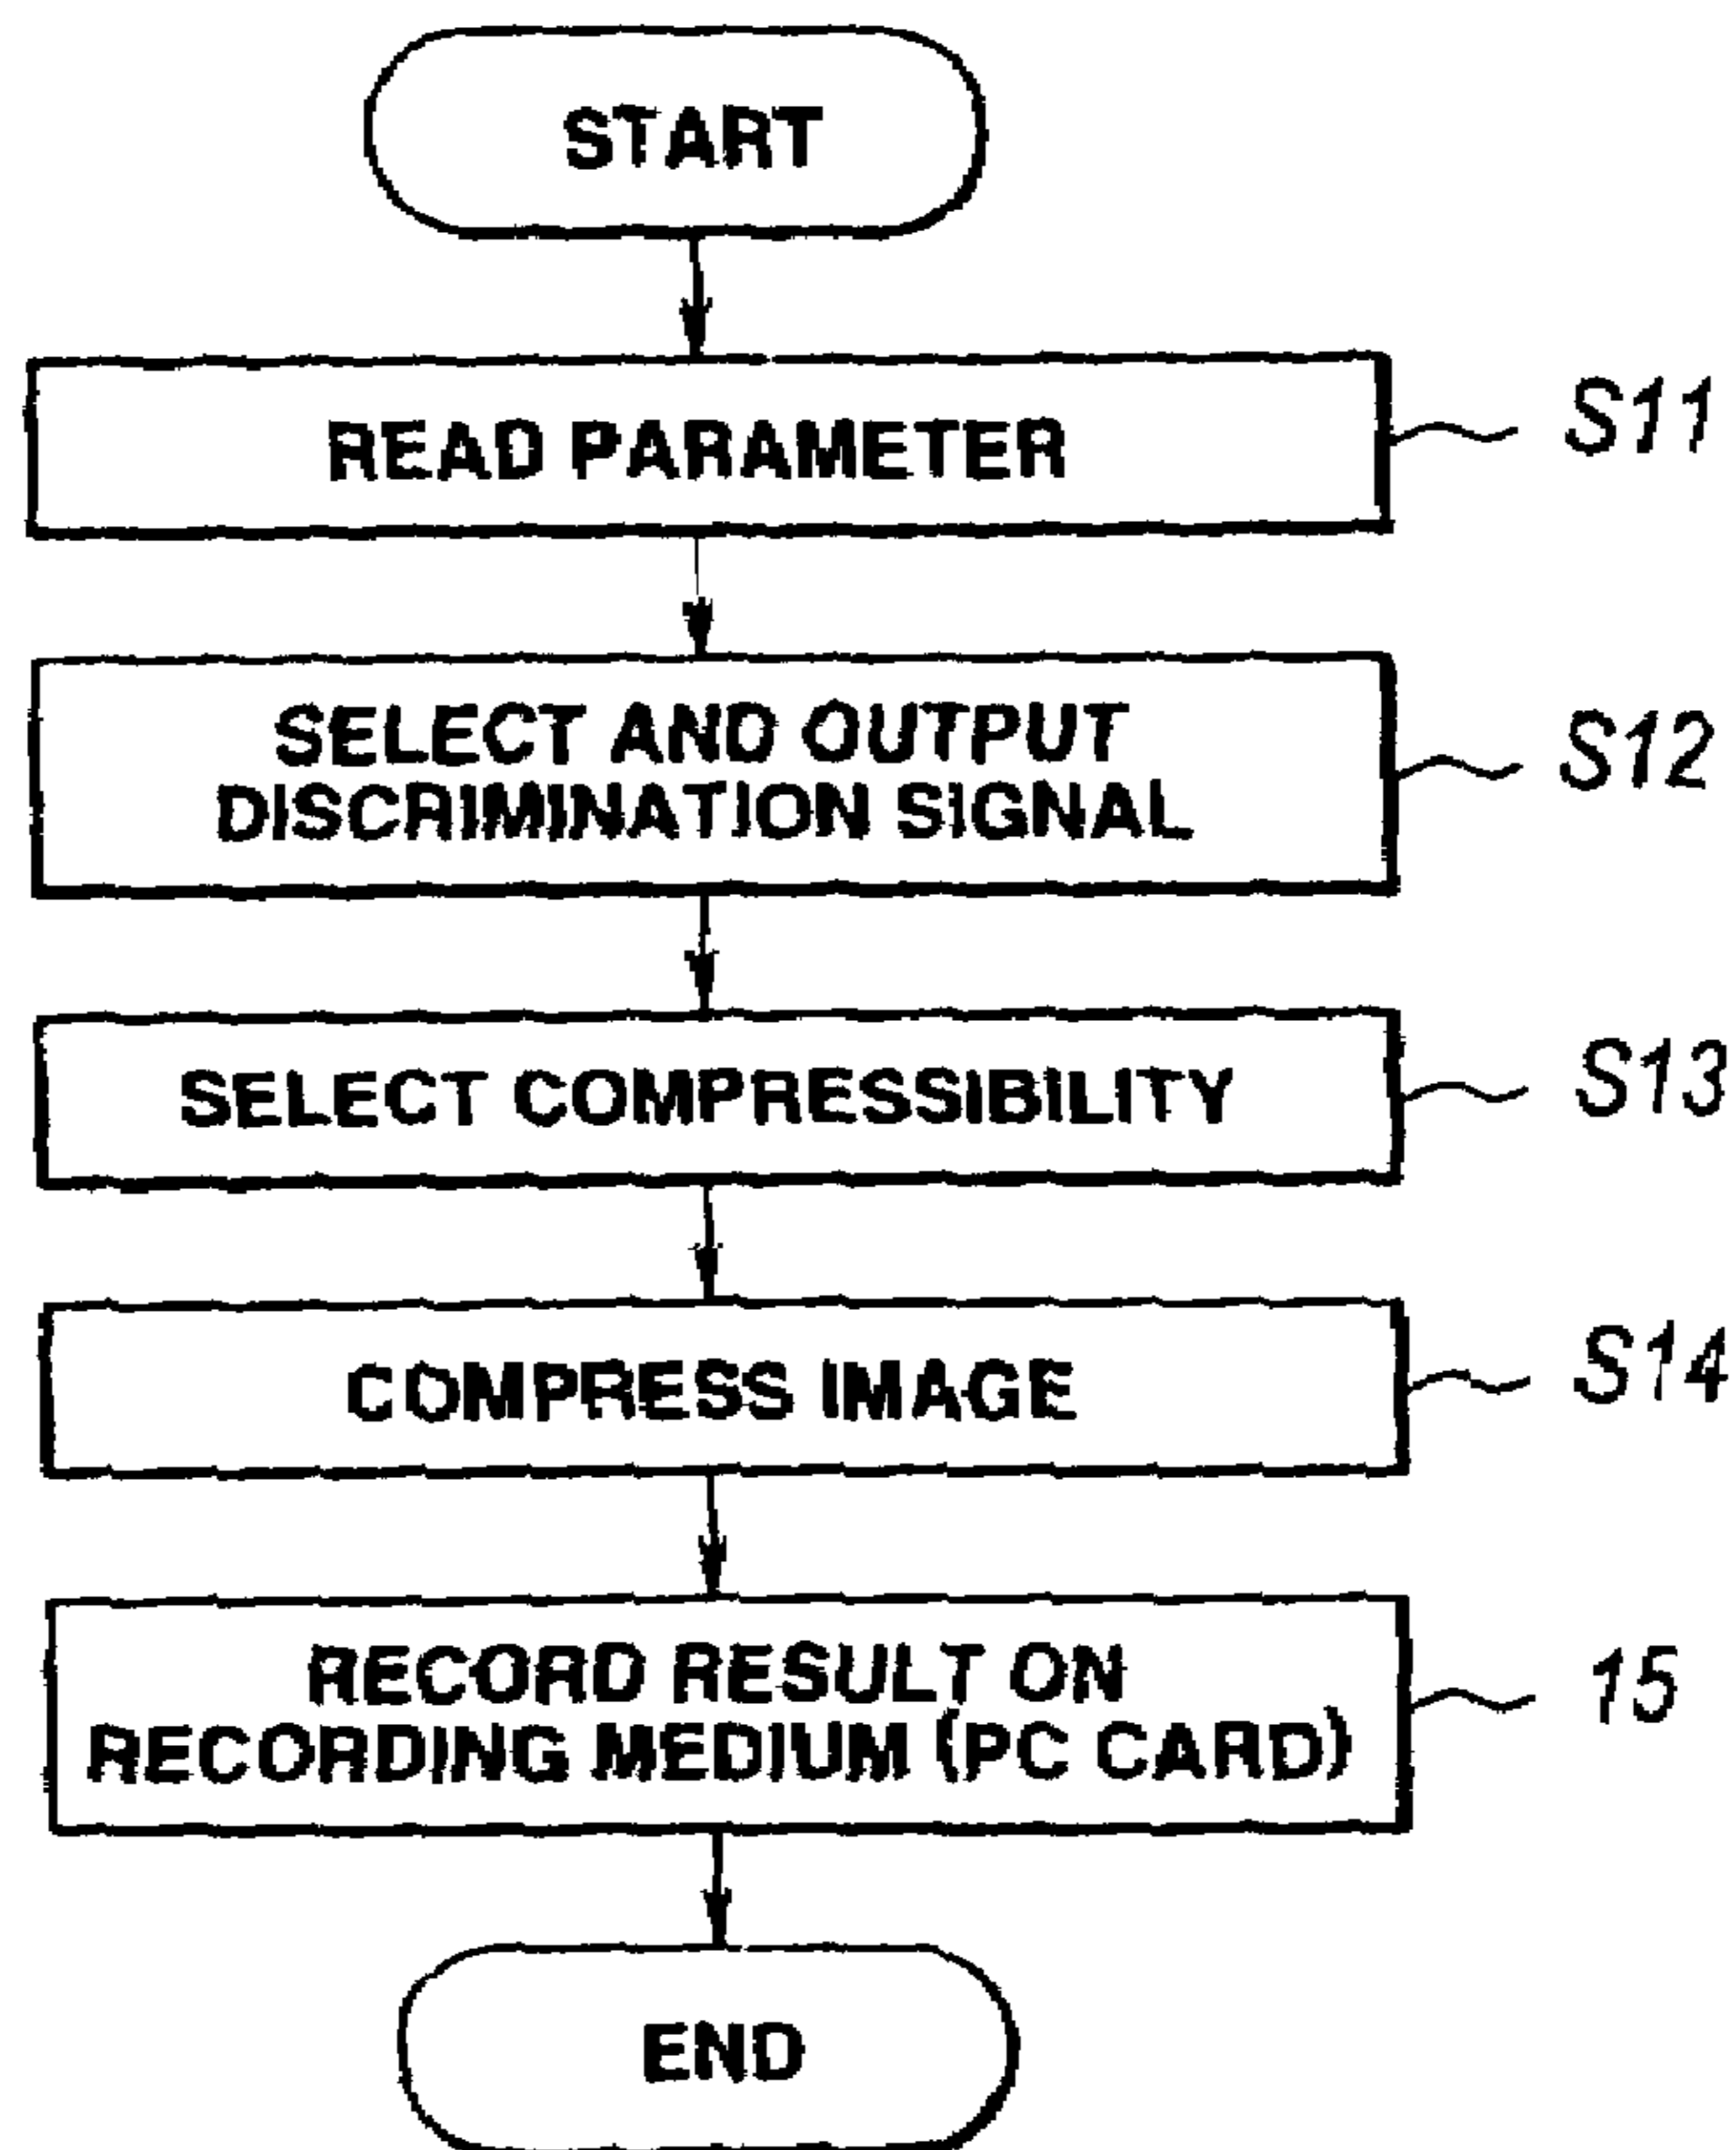 START
READ PARAMETER
S11
SELECT AND OUTPUT
DISCRIMINATION SIGNAL
S12
SELECT COMPRESSIBILITY
S13
COMPRESS IMAGE
S14
RECORD RESULT ON
RECORDING MEDIUM (PC CARD)
15
END